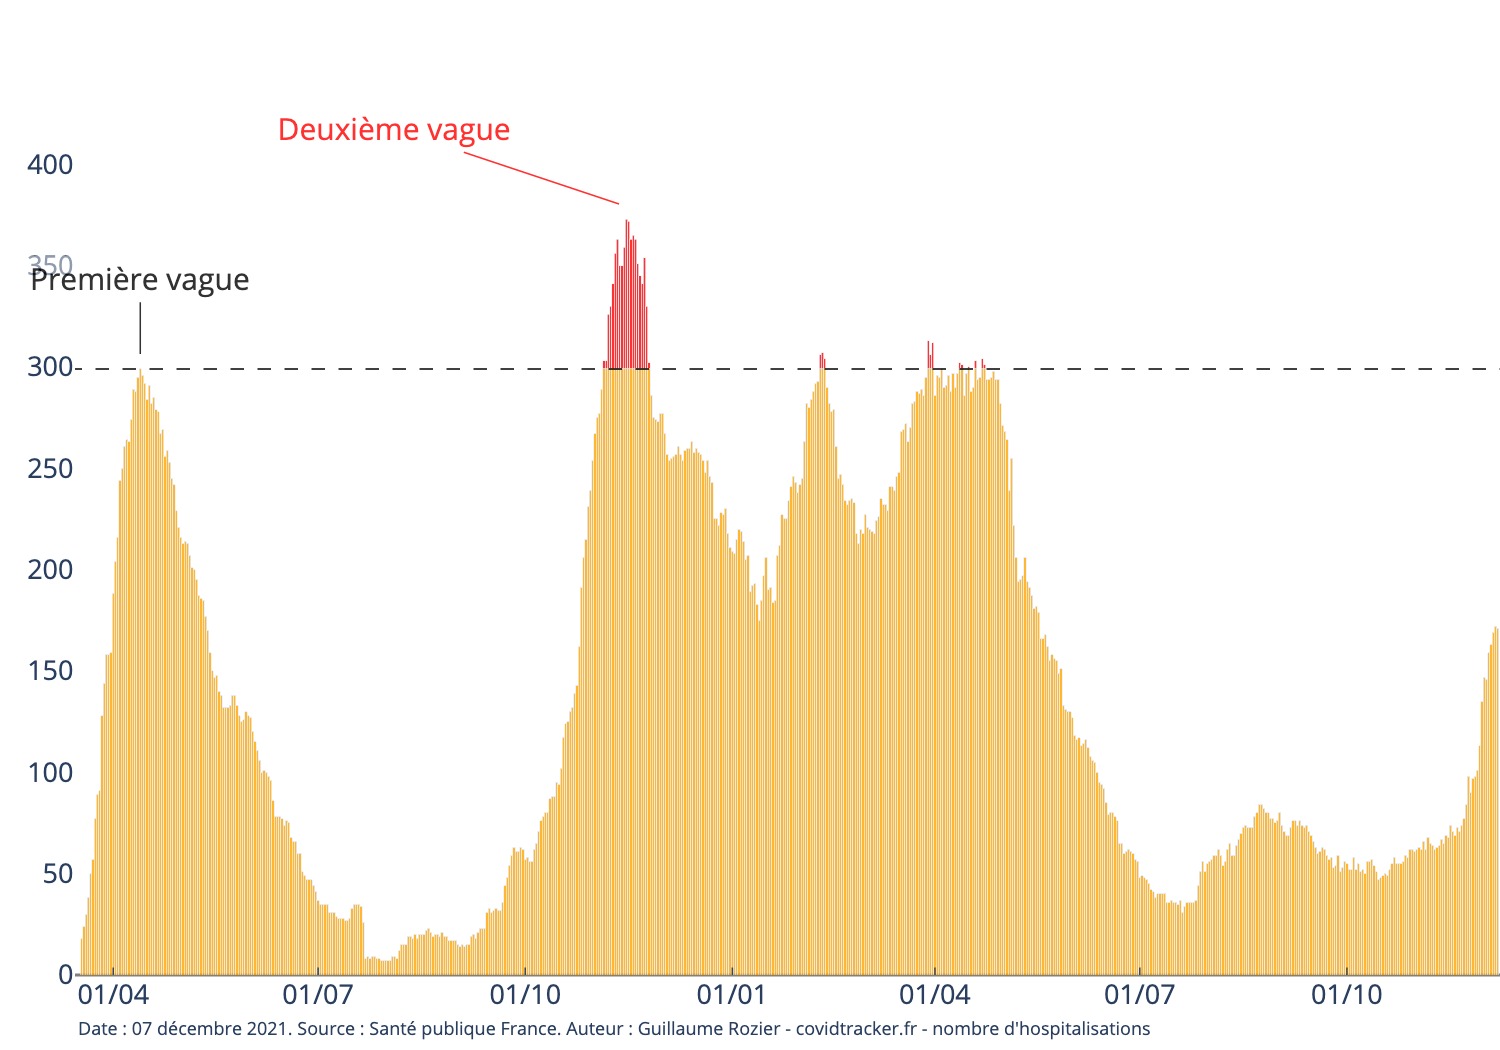 Deuxième vague
400
350
Première vague
300
250
200
150
100
50
0
01/04 01/07 01/10 01/01 01/04 01/07 01/10
Date : 07 décembre 2021. Source : Santé publique France. Auteur : Guillaume Rozier - covidtracker.fr - nombre d'hospitalisations